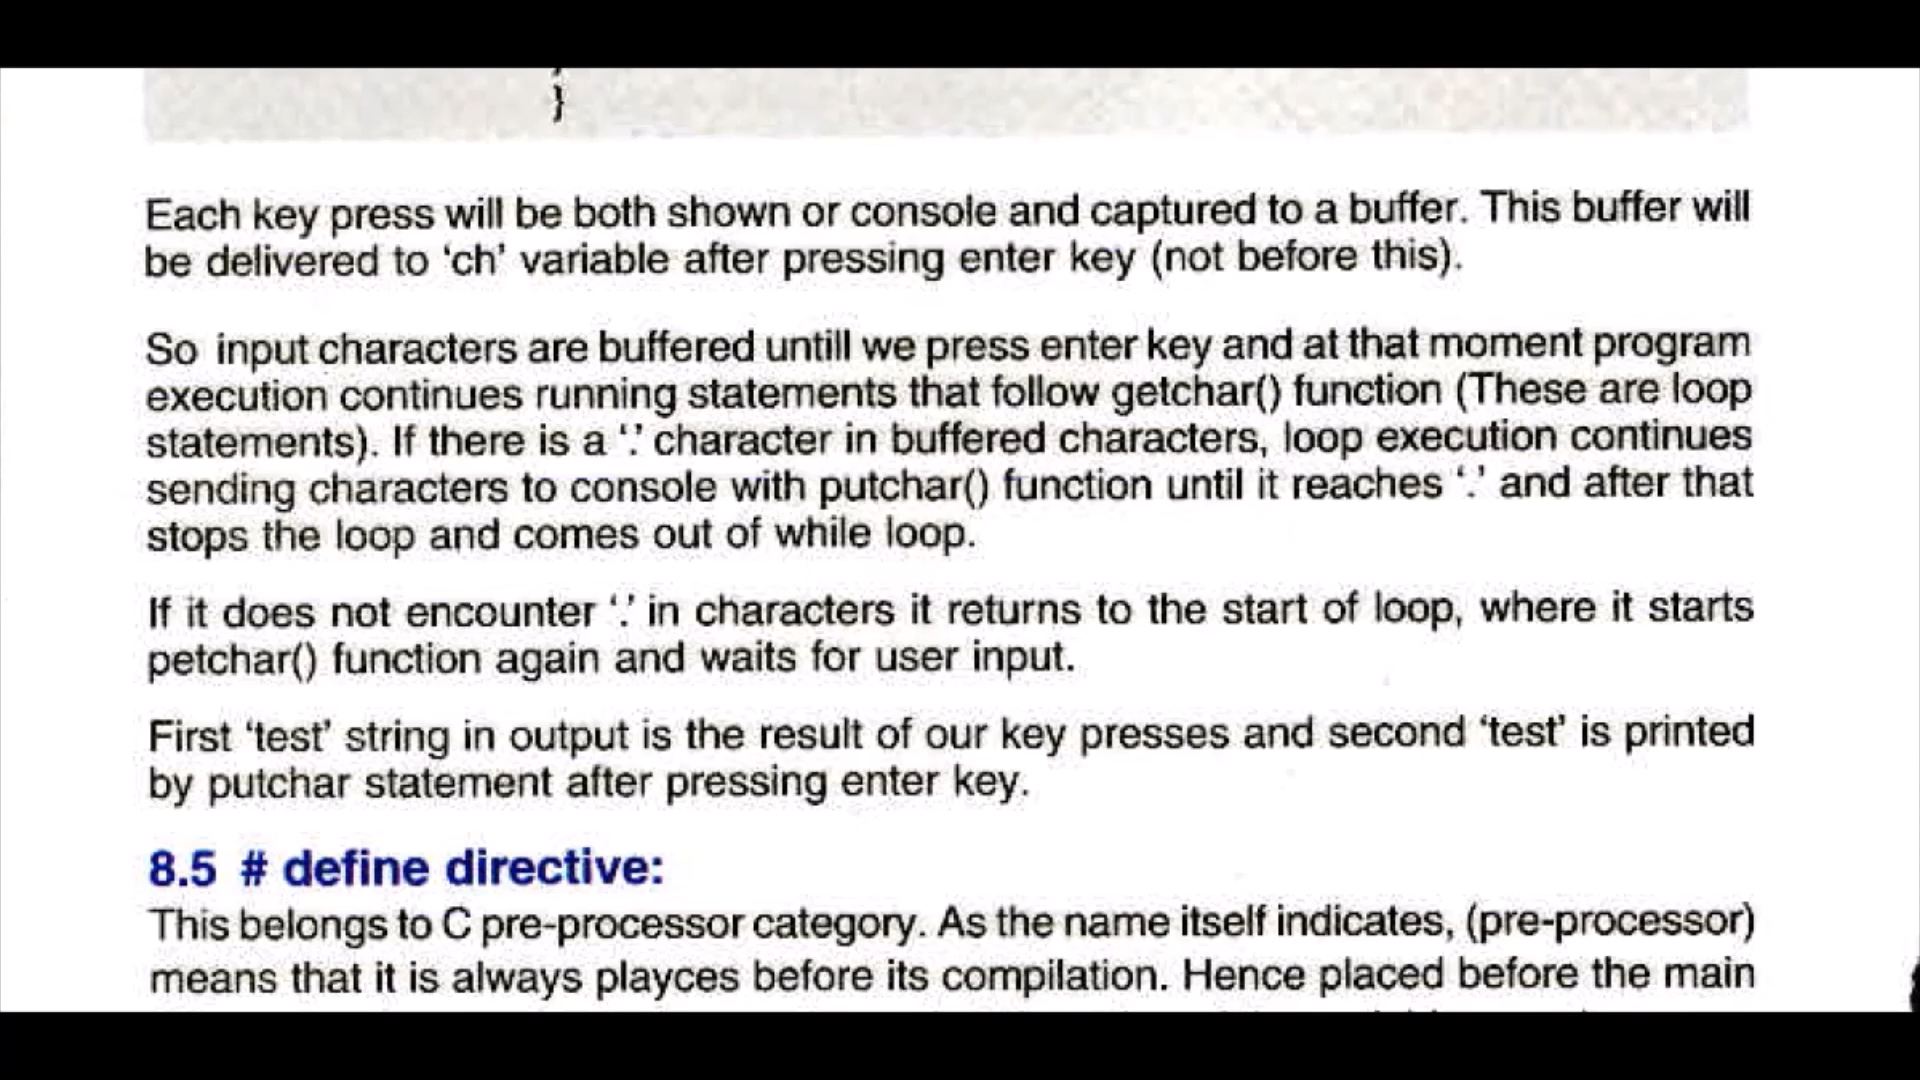 }
Each key press will be both shown or console and captured to a buffer. This buffer will
be delivered to ‘ch’ variable after pressing enter key (not before this).
So input characters are buffered untill we press enter key and at that moment program
execution continues running statements that follow getchar() function (These are loop
statements). If there is a ‘.’ character in buffered characters, loop execution continues
sending characters to console with putchar() function until it reaches ‘.’ and after that
stops the loop and comes out of while loop.
If it does not encounter ‘.’ in characters it returns to the start of loop, where it starts
petchar() function again and waits for user input.
First ‘test’ string in output is the result of our key presses and second ‘test’ is printed
by putchar statement after pressing enter key.
8.5 # define directive:
This belongs to C pre-processor category. As the name itself indicates, (pre-processor)
means that it is always playces before its compilation. Hence placed before the main